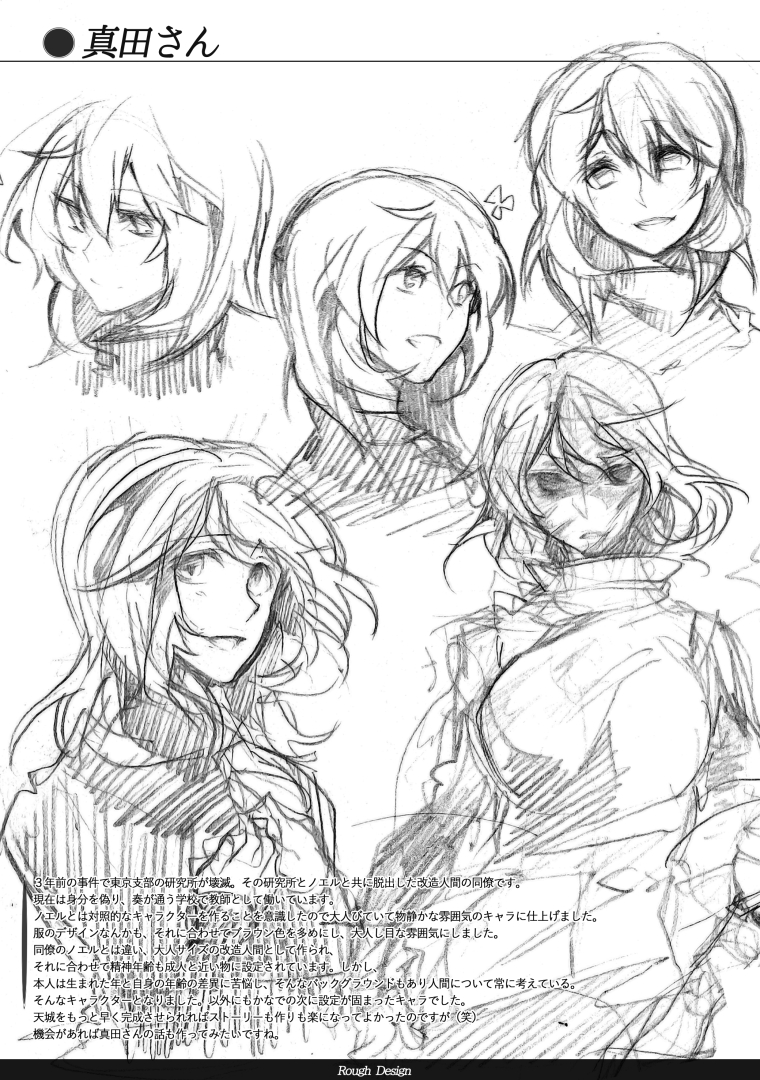 ●真田さん
3年前の事件で東京支部の研究所が壊滅。その研究所とノエルと共に脱出した改造人間の同僚です。
現在は身分を偽り、奏が通う学校で教師として働いています。
ノエルとは対照的なキャラクターを作ることを意識したので大人びていて物静かな雰囲気のキャラに仕上げました。
服のデザインなんかも、それに合わせてブラウン色を多めにし、大人し目な雰囲気にしました。
同僚のノエルとは違い、大人サイズの改造人間として作られ、
それに合わせて精神年齢も成人と近い物に設定されています。しかし、
本人は生まれた年と自身の年齢の差異に苦悩し、そんなバックグラウンドもあり人間について常に考えている。
そんなキャラクターとなりました。以外にもかなでの次に設定が固まったキャラでした。
天城をもっと早く完成させられればストーリーも作りも楽になってよかったのですが（笑）
機会があれば真田さんの話も作ってみたいですね。
Rough Design